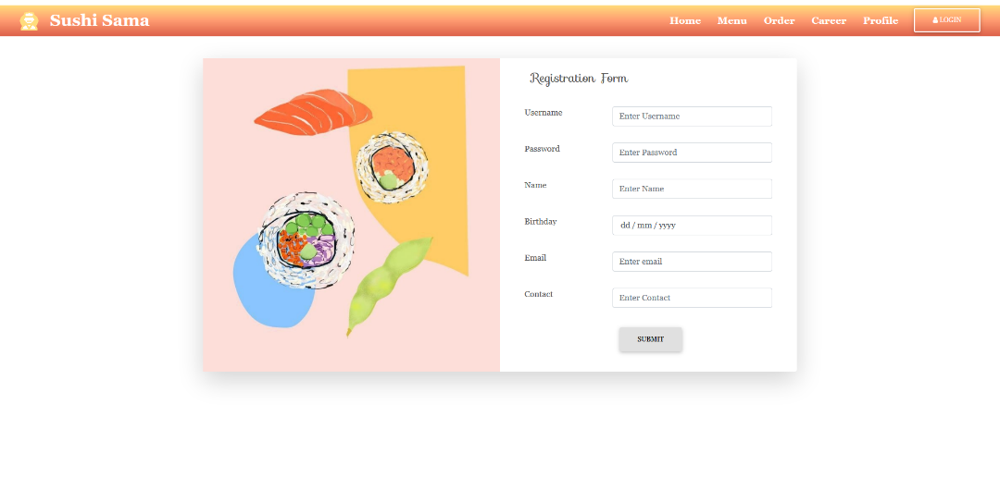 Sushi Sama
Home Menu Order Career Profile LOGIN
Registration Form
Username Enter Username
Password Enter Password
Name Enter Name
Birthday dd / mm / yyyy
Email Enter email
Contact Enter Contact
SUBMIT